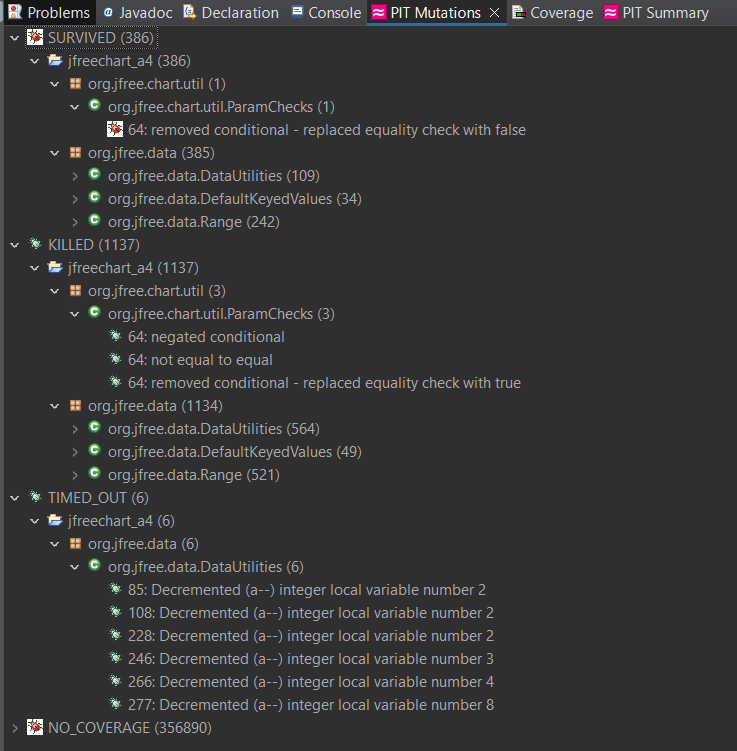 Problems @ Javadoc Declaration Console PIT Mutations Coverage PIT Summary
SURVIVED (386)
jfreechart_a4 (386)
org.jfree.chart.util (1)
org.jfree.chart.util.ParamChecks (1)
64: removed conditional - replaced equality check with false
org.jfree.data (385)
org.jfree.data.DataUtilities (109)
org.jfree.data.DefaultKeyedValues (34)
org.jfree.data.Range (242)
KILLED (1137)
jfreechart_a4 (1137)
org.jfree.chart.util (3)
org.jfree.chart.util.ParamChecks (3)
64: negated conditional
64: not equal to equal
64: removed conditional - replaced equality check with true
org.jfree.data (1134)
org.jfree.data.DataUtilities (564)
org.jfree.data.DefaultKeyedValues (49)
org.jfree.data.Range (521)
TIMED_OUT (6)
jfreechart_a4 (6)
org.jfree.data (6)
org.jfree.data.DataUtilities (6)
85: Decremented (a--) integer local variable number 2
108: Decremented (a--) integer local variable number 2
228: Decremented (a--) integer local variable number 2
246: Decremented (a--) integer local variable number 3
266: Decremented (a--) integer local variable number 4
277: Decremented (a--) integer local variable number 8
NO_COVERAGE (356890)